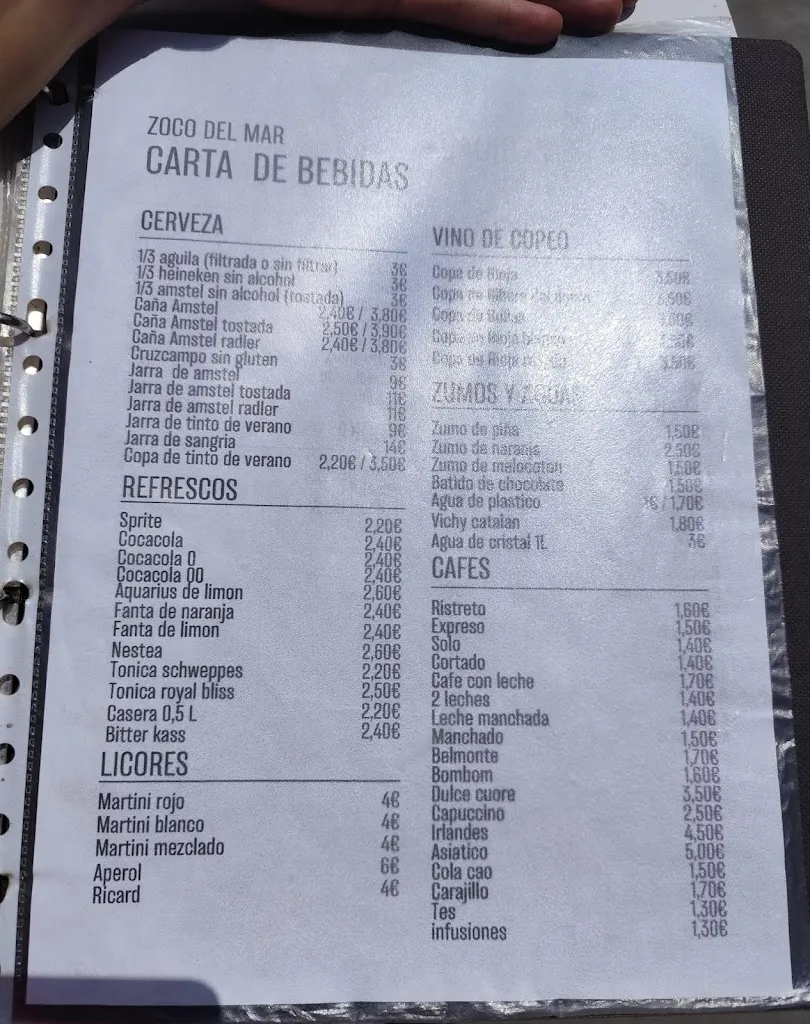 ZOCO DEL MAR
CARTA DE BEBIDAS
CERVEZA
1/3 aguila (filtrada o sin filtrar) 3€
1/3 heineken sin alcohol 3€
1/3 amstel sin alcohol (tostada) 3€
Caña Amstel 2,40€ / 3,80€
Caña Amstel tostada 2,50€ / 3,90€
Caña Amstel radler 2,40€ / 3,80€
Cruzcampo sin gluten 3€
Jarra de amstel 9€
Jarra de amstel tostada 11€
Jarra de amstel radler 11€
Jarra de tinto de verano 9€
Jarra de sangria 14€
Copa de tinto de verano 2,20€ / 3,50€
REFRESCOS
Sprite 2,20€
Cocacola 2,40€
Cocacola 0 2,40€
Cocacola 00 2,40€
Aquarius de limon 2,60€
Fanta de naranja 2,40€
Fanta de limon 2,40€
Nestea 2,60€
Tonica schweppes 2,20€
Tonica royal bliss 2,50€
Casera 0,5 L 2,20€
Bitter kass 2,40€
LICORES
Martini rojo 4€
Martini blanco 4€
Martini mezclado 4€
Aperol 6€
Ricard 4€
VINO DE COPEO
Copa de Rioja 3,50€
Copa de Ribera del
Copa de
Copa de Rioja
Copa de Rioja 3,50€
ZUMOS Y AGUAS
Zumo de piña 1,50€
Zumo de naranja 2,50€
Zumo de melocoton 1,50€
Batido de chocolate 1,50€
Agua de plastico 1€ / 1,70€
Vichy catalan 1,80€
Agua de cristal 1L 3€
CAFES
Ristreto 1,60€
Expreso 1,50€
Solo 1,40€
Cortado 1,40€
Cafe con leche 1,70€
2 leches 1,40€
Leche manchada 1,40€
Manchado 1,50€
Belmonte 1,70€
Bombom 1,60€
Dulce cuore 3,50€
Capuccino 2,50€
Irlandes 4,50€
Asiatico 5,00€
Cola cao 1,50€
Carajillo 1,70€
Tes 1,30€
infusiones 1,30€